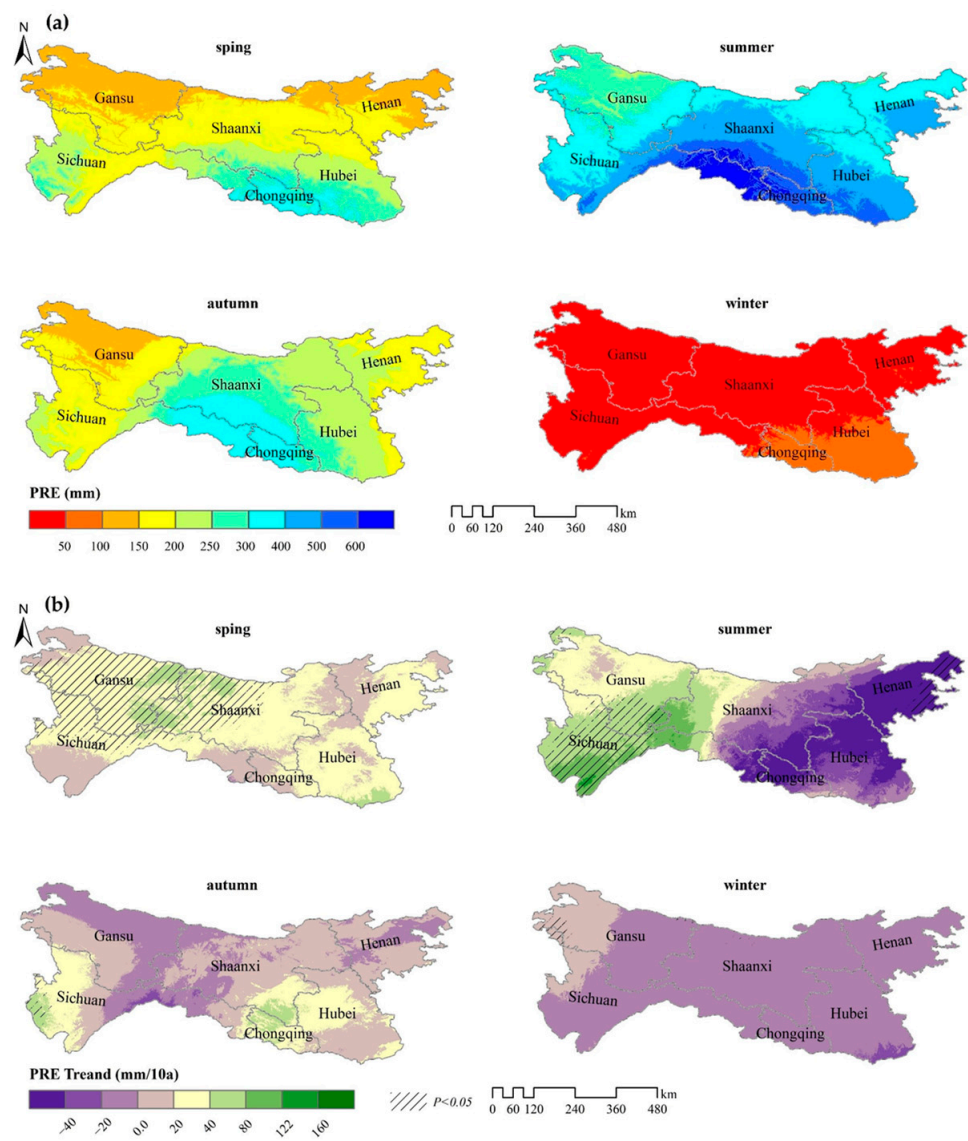 (a)
N
sping
summer
Gansu
Shaanxi
Henan
Sichuan
Hubei
Chongqing
Gansu
Shaanxi
Henan
Sichuan
Hubei
Chongqing
autumn
winter
Gansu
Shaanxi
Henan
Sichuan
Hubei
Chongqing
Gansu
Shaanxi
Henan
Sichuan
Hubei
Chongqing
PRE (mm)
50 100 150 200 250 300 400 500 600
km
0 60 120 240 360 480
(b)
N
sping
summer
Gansu
Shaanxi
Henan
Sichuan
Hubei
Chongqing
Gansu
Shaanxi
Henan
Sichuan
Hubei
Chongqing
autumn
winter
Gansu
Shaanxi
Henan
Sichuan
Hubei
Chongqing
Gansu
Shaanxi
Henan
Sichuan
Hubei
Chongqing
PRE Treand (mm/10a)
-40 -20 0.0 20 40 80 122 160
P<0.05
km
0 60 120 240 360 480